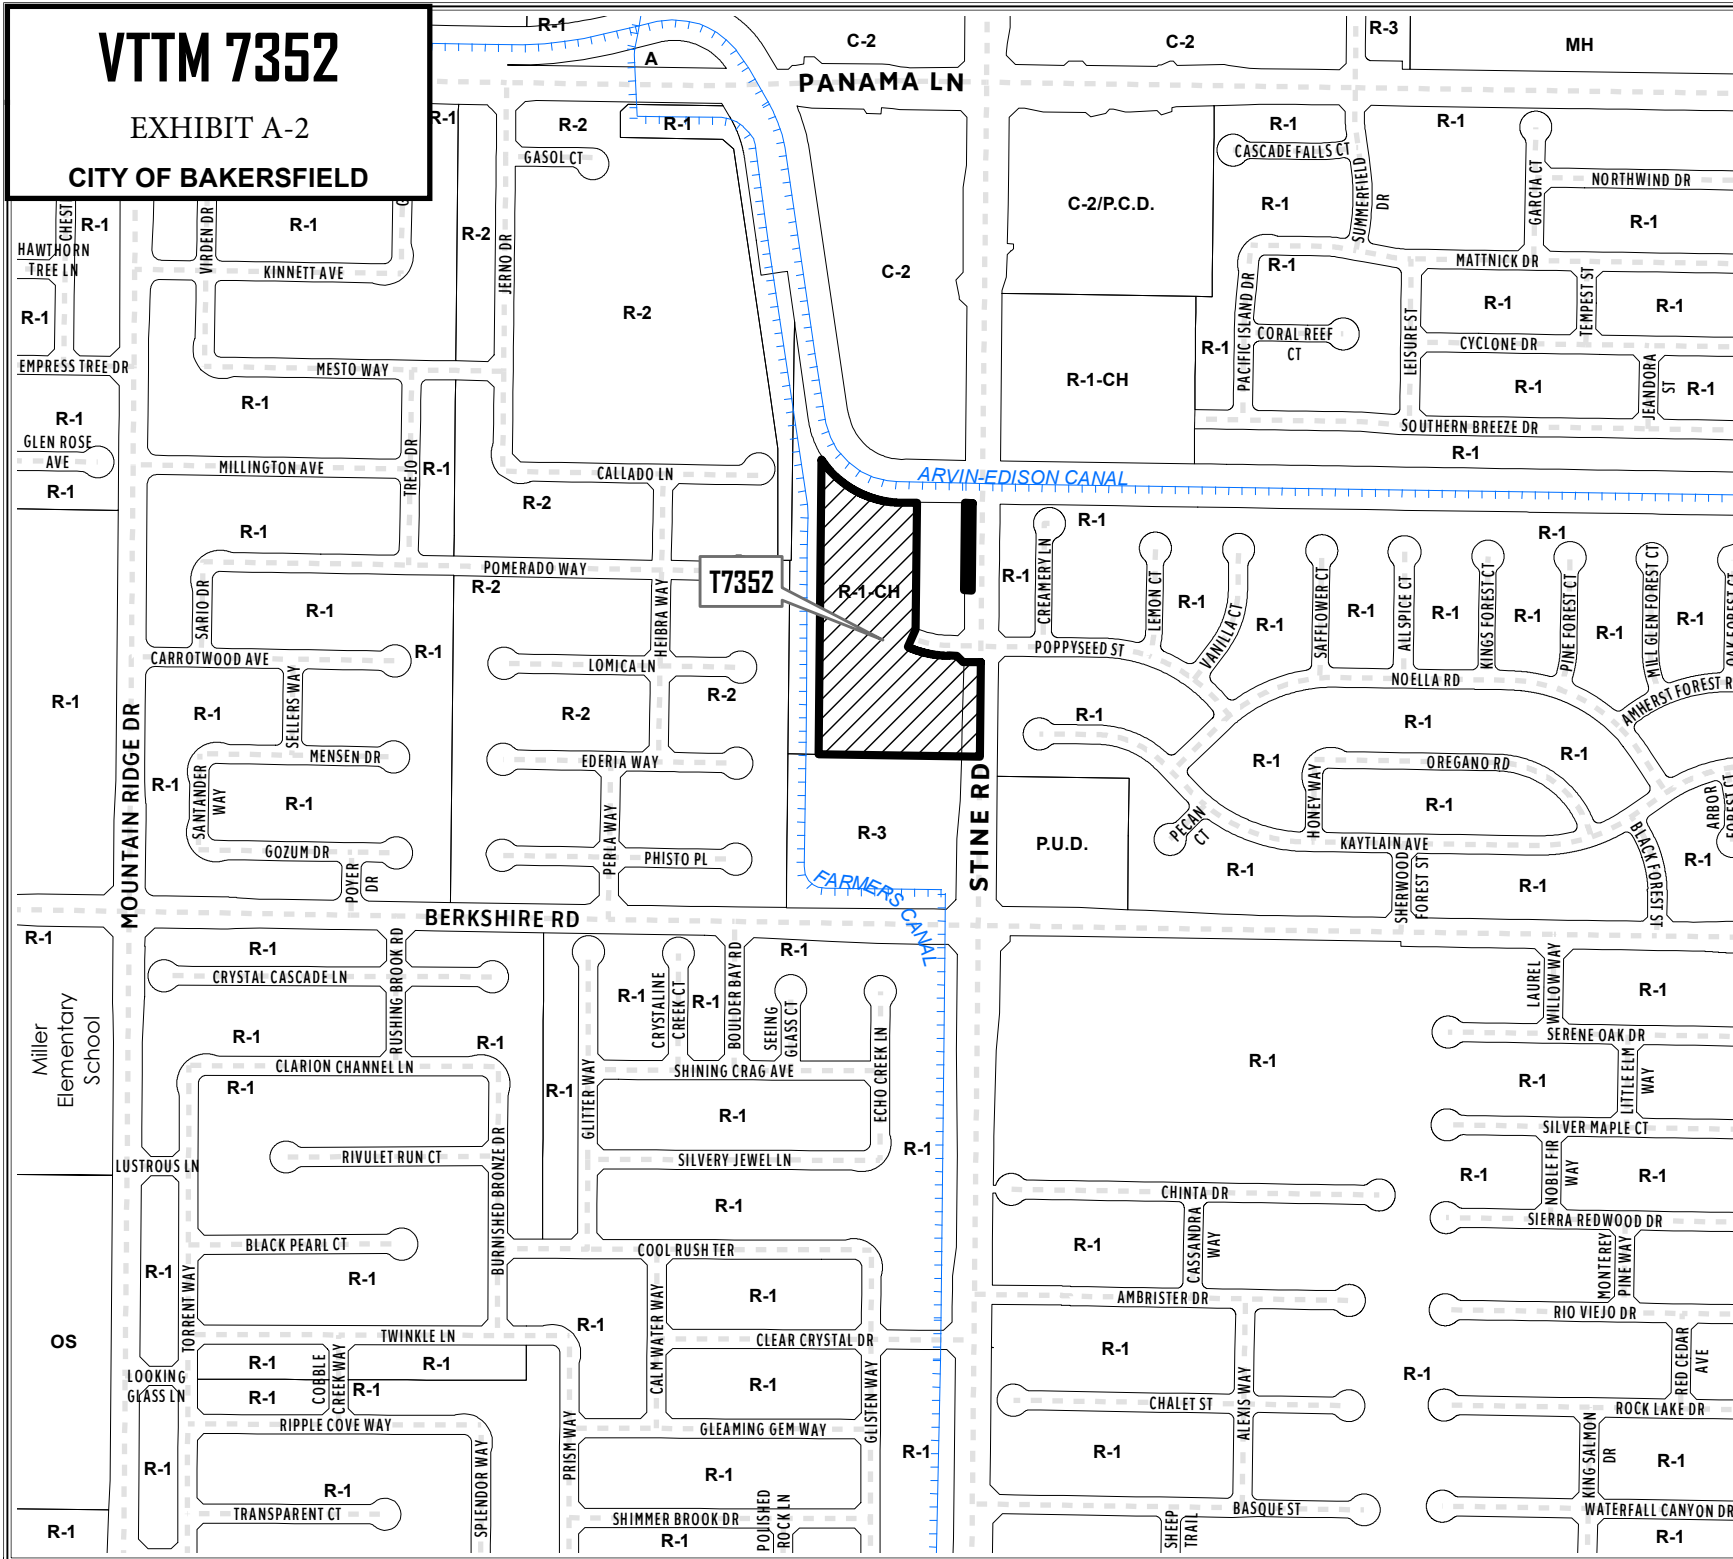 VTTM 7352
EXHIBIT A-2
CITY OF BAKERSFIELD
R-1
A
C-2
C-2
R-3
MH
PANAMA LN
R-1
R-2
R-1
GASOL CT
R-1
CASCADE FALLS CT
R-1
SUMMERFIELD
DR
GARCIA CT
NORTHWIND DR
R-1
CHEST
R-1
HAWTHORN
TREE LN
VIRDEN DR
R-1
KINNETT AVE
R-2
JERNO DR
C-2/P.C.D.
R-1
C-2
R-1
MATTNICK DR
R-1
R-1
TEMPEST ST
R-1
R-2
PACIFIC ISLAND DR
CORAL REEF
CT
R-1
LEISURE ST
CYCLONE DR
R-1
JEANDORA
ST
R-1
EMPRESS TREE DR
MESTO WAY
R-1-CH
R-1
R-1
GLEN ROSE
AVE
R-1
SOUTHERN BREEZE DR
R-1
MILLINGTON AVE
TREJO DR
R-1
CALLADO LN
ARVIN-EDISON CANAL
R-2
R-1
R-1
R-1
CREAMERY LN
R-1
POMERADO WAY
R-2
T7352
R-1-CH
LEMON CT
R-1
VANILLA CT
R-1
SAFFLOWER CT
R-1
ALLSPICE CT
R-1
KINGS FOREST CT
R-1
PINE FOREST CT
R-1
MILL GLEN FOREST CT
R-1
SARIO DR
R-1
HEIBRA WAY
POPPYSEED ST
CARROTWOOD AVE
R-1
LOMICA LN
R-2
NOELLA RD
AMHERST FOREST R
R-1
R-1
SELLERS WAY
R-2
R-1
R-1
MOUNTAIN RIDGE DR
MENSEN DR
EDERIA WAY
R-1
OREGANO RD
R-1
R-1
SANTANDER
WAY
R-1
STINE RD
HONEY WAY
R-1
R-3
P.U.D.
PECAN
CT
KAYTLAIN AVE
BLACK FOREST ST
ARBOR
FOREST CT
R-1
GOZUM DR
POYER
DR
PERLA WAY
PHISTO PL
R-1
SHERWOOD
FOREST ST
R-1
FARMERS CANAL
BERKSHIRE RD
R-1
R-1
CRYSTAL CASCADE LN
RUSHING BROOK RD
R-1
CRYSTALINE
CREEK CT
R-1
BOULDER BAY RD
R-1
SEEING
GLASS CT
LAUREL
WILLOW WAY
R-1
Miller
Elementary
School
R-1
R-1
SERENE OAK DR
CLARION CHANNEL LN
R-1
GLITTER WAY
SHINING CRAG AVE
ECHO CREEK LN
R-1
R-1
LITTLE ELM
WAY
R-1
R-1
SILVER MAPLE CT
RIVULET RUN CT
BURNISHED BRONZE DR
SILVERY JEWEL LN
R-1
LUSTROUS LN
R-1
NOBLE FIR
WAY
R-1
CHINTA DR
R-1
SIERRA REDWOOD DR
BLACK PEARL CT
COOL RUSH TER
R-1
CASSANDRA
WAY
MONTEREY
PINE WAY
R-1
TORRENT WAY
R-1
CALM WATER WAY
R-1
AMBRISTER DR
RIO VIEJO DR
OS
TWINKLE LN
R-1
CLEAR CRYSTAL DR
R-1
R-1
RED CEDAR
AVE
LOOKING
GLASS LN
R-1
COBBLE
CREEK WAY
R-1
R-1
R-1
R-1
GLISTEN WAY
CHALET ST
ALEXIS WAY
ROCK LAKE DR
RIPPLE COVE WAY
PRISM WAY
GLEAMING GEM WAY
R-1
R-1
KING SALMON
DR
R-1
R-1
R-1
SPLENDOR WAY
R-1
TRANSPARENT CT
SHIMMER BROOK DR
POLISHED
ROCK LN
BASQUE ST
SHEEP
TRAIL
WATERFALL CANYON DR
R-1
R-1
R-1